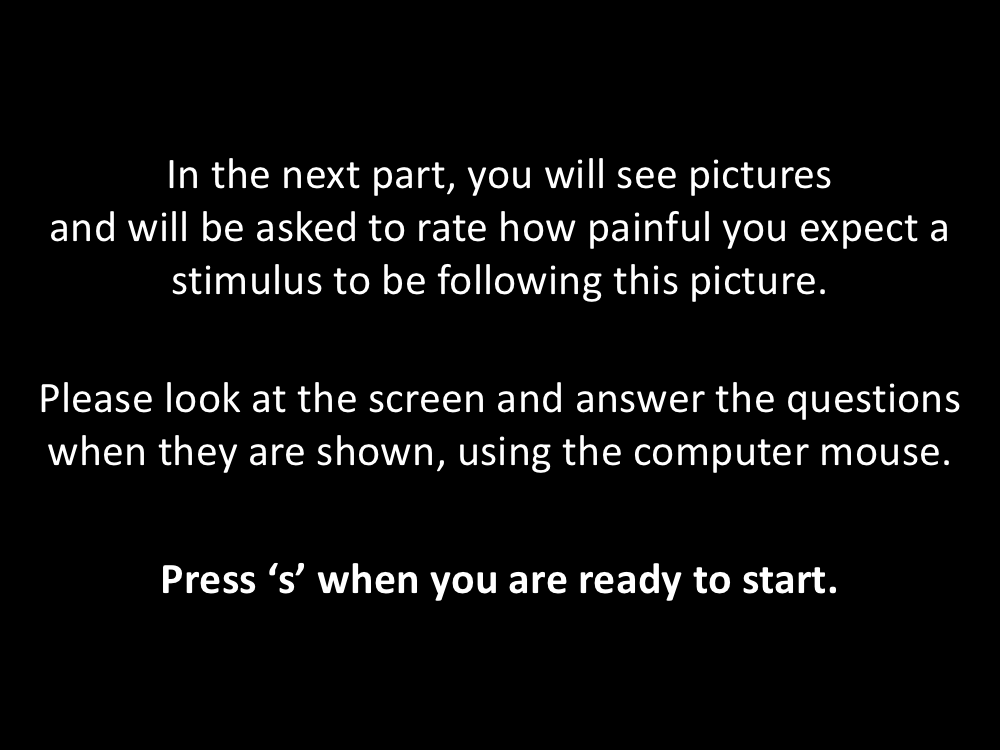 In the next part, you will see pictures
and will be asked to rate how painful you expect a
stimulus to be following this picture.
Please look at the screen and answer the questions
when they are shown, using the computer mouse.
Press ‘s’ when you are ready to start.